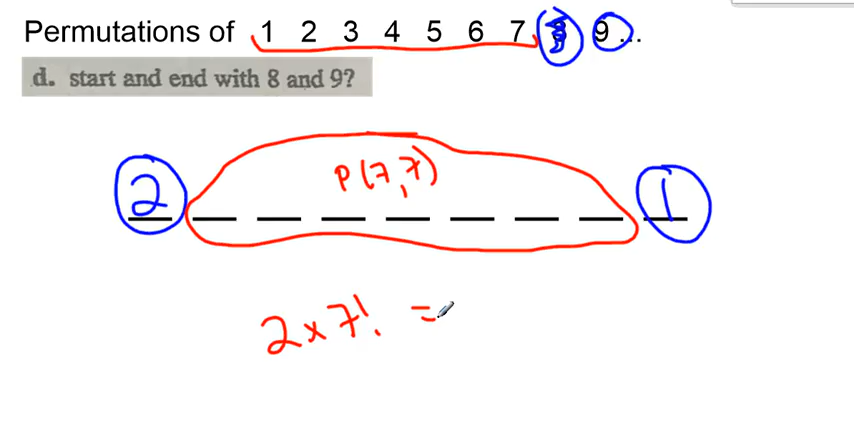 Permutations of 1 2 3 4 5 6 7 8 9 ...
d. start and end with 8 and 9?
P(7,7)
2 1
2 x 7! =